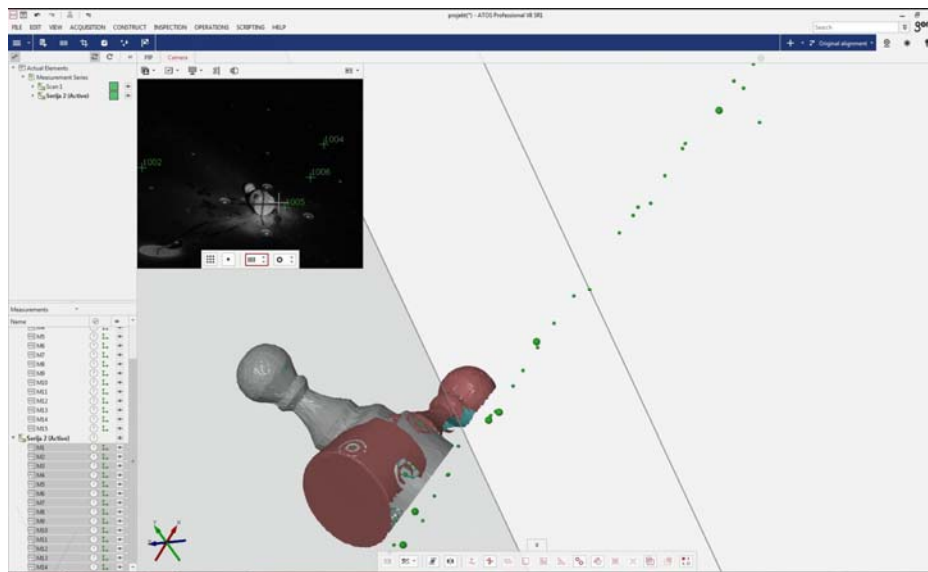 projekt(*) - ATOS Professional V8 SR1
FILE EDIT VIEW ACQUISITION CONSTRUCT INSPECTION OPERATIONS SCRIPTING HELP
Search
Original alignment
Actual Elements
Measurement Series
Scan 1
Serija 2 (Active)
Camera
1004
1002
1006
1005
Measurements
Name
M5
M6
M7
M8
M9
M10
M11
M12
M13
M14
M15
Serija 2 (Active)
M1
M2
M3
M4
M5
M6
M7
M8
M9
M10
M11
M12
M13
M14